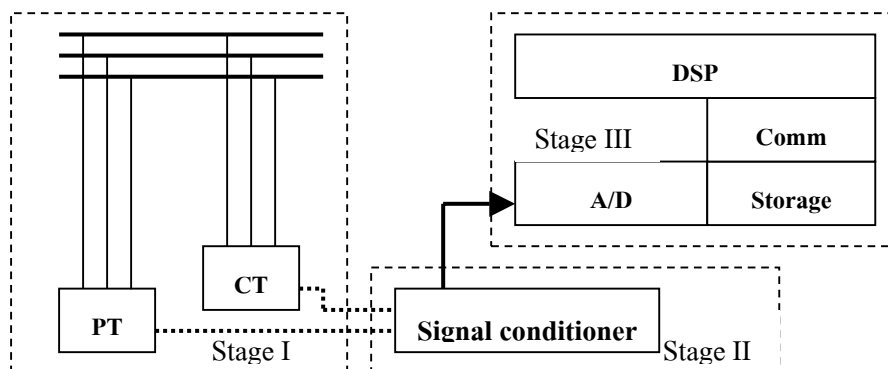 DSP
Stage III
Comm
A/D
Storage
CT
PT
Signal conditioner
Stage I
Stage II